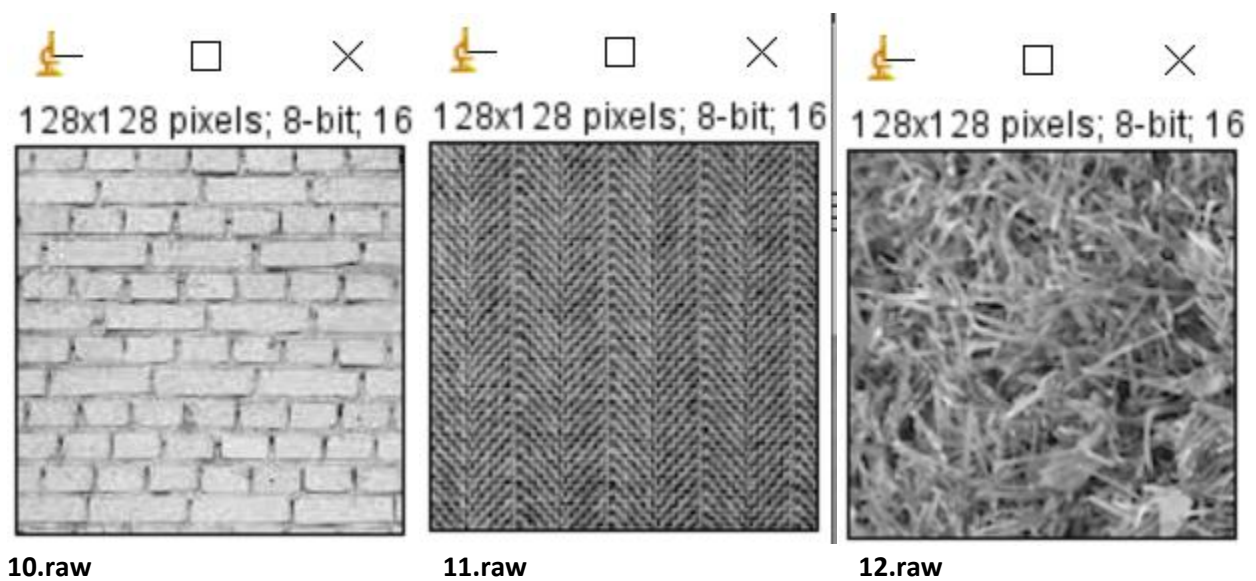 128x128 pixels; 8-bit; 16
128x128 pixels; 8-bit; 16
128x128 pixels; 8-bit; 16
10.raw
11.raw
12.raw